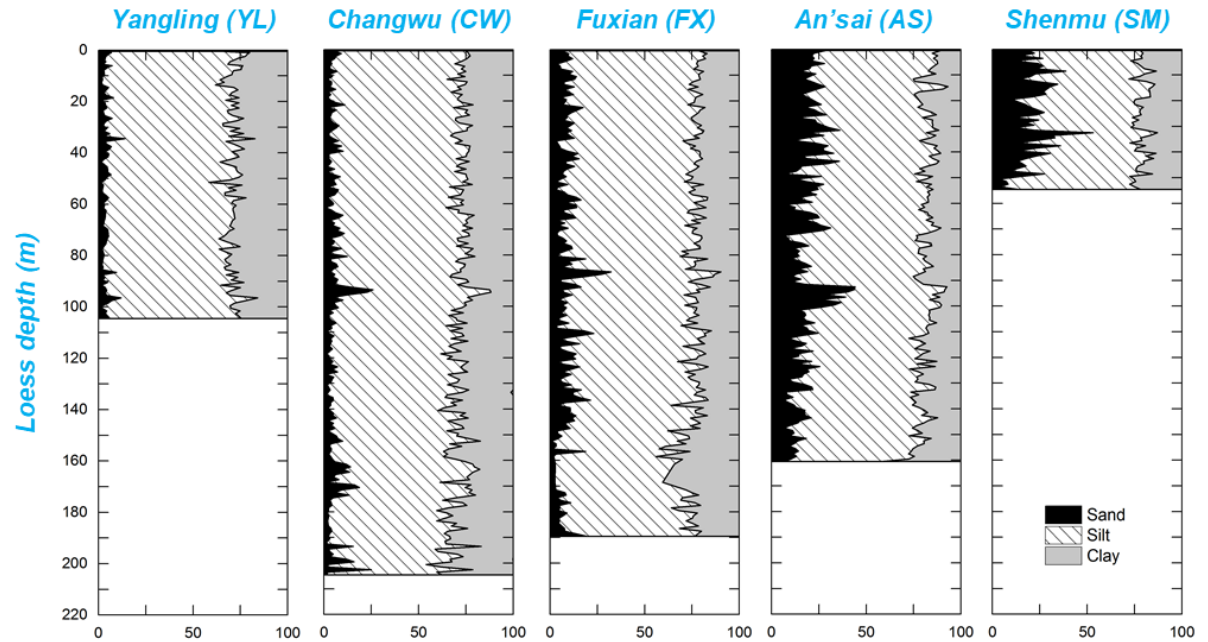 Yangling (YL) Changwu (CW) Fuxian (FX) An’sai (AS) Shenmu (SM)
Loess depth (m)
0
20
40
60
80
100
120
140
160
180
200
220
Sand
Silt
Clay
0 50 100 0 50 100 0 50 100 0 50 100 0 50 100